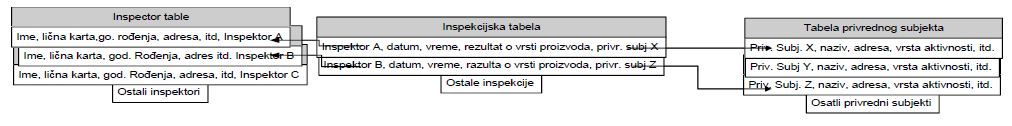 Inspector table
Ime, lična karta,go. rođenja, adresa, itd, Inspector A
Ime, lična karta, god. Rođenja, adres itd. Inspektor B
Ime, lična karta, god. Rođenja, adresa, itd, Inspektor C
Ostali inspektori
Inspekcijska tabela
Inspektor A, datum, vreme, rezultat o vrsti proizvoda, privr. subj X
Inspektor B, datum, vreme, razulta o vrsti proizvoda, privr. subj Z
Ostale inspekcije
Tabela privrednog subjekta
Priv. Subj. X, naziv, adresa, vrsta aktivnosti, itd.
Priv. Subj Y, naziv, adresa, vrsta aktivnosti, itd.
Priv. Subj. Z, naziv, adresa, vrsta aktivnosti, itd.
Osatli privredni subjekti